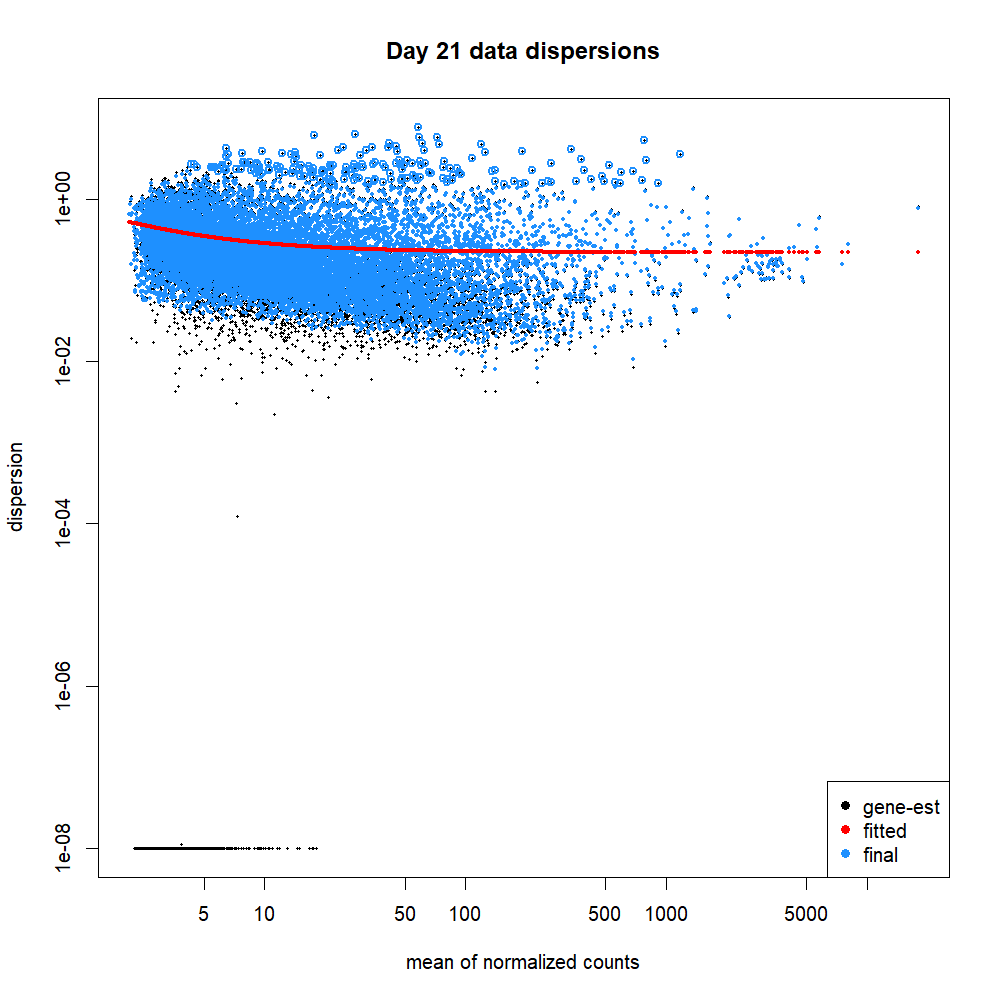 Day 21 data dispersions
dispersion
1e+00
1e-02
1e-04
1e-06
1e-08
gene-est
fitted
final
5 10 50 100 500 1000 5000
mean of normalized counts